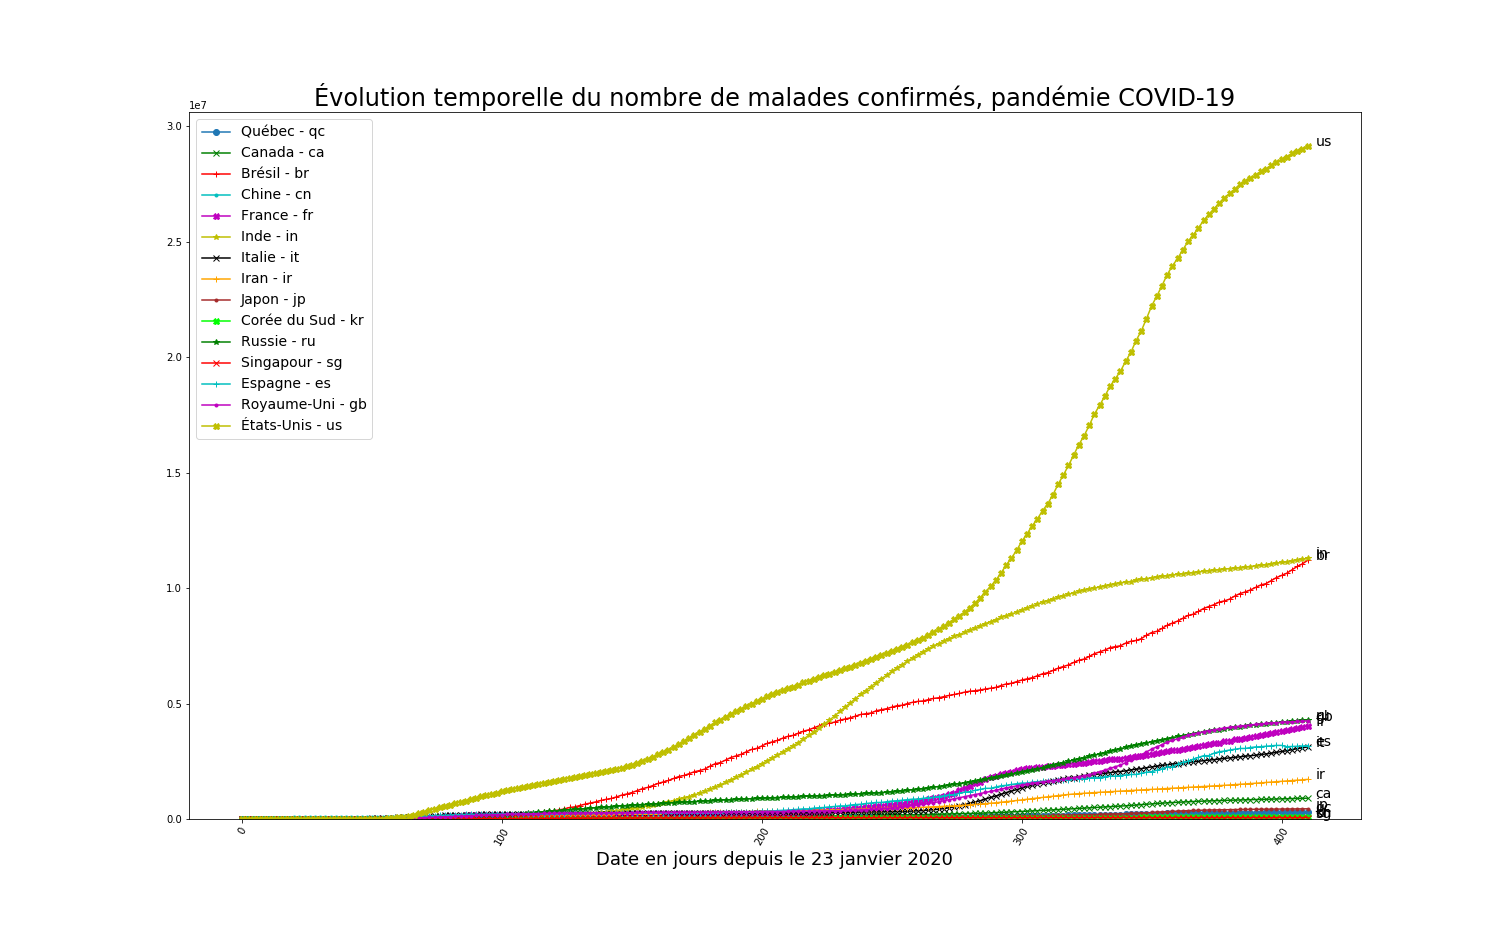 Évolution temporelle du nombre de malades confirmés, pandémie COVID-19
1e7
3.0
2.5
2.0
1.5
1.0
0.5
0.0
Québec - qc
Canada - ca
Brésil - br
Chine - cn
France - fr
Inde - in
Italie - it
Iran - ir
Japon - jp
Corée du Sud - kr
Russie - ru
Singapour - sg
Espagne - es
Royaume-Uni - gb
États-Unis - us
us
in
br
gb
fr
es
it
ir
ca
sg
0
100
200
300
400
Date en jours depuis le 23 janvier 2020